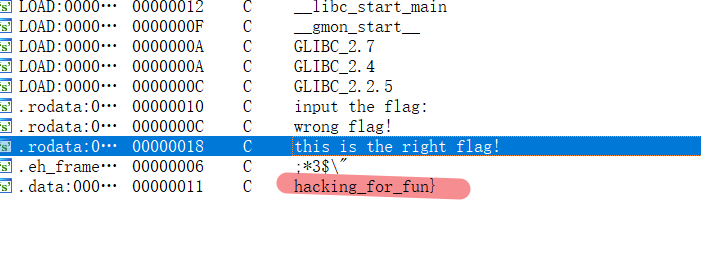 LOAD:0000… 00000012 C __libc_start_main
LOAD:0000… 0000000F C __gmon_start__
LOAD:0000… 0000000A C GLIBC_2.7
LOAD:0000… 0000000A C GLIBC_2.4
LOAD:0000… 0000000C C GLIBC_2.2.5
.rodata:0… 00000010 C input the flag:
.rodata:0… 0000000C C wrong flag!
.rodata:0… 00000018 C this is the right flag!
.eh_frame… 00000006 C ;*3$\"
.data:000… 00000011 C hacking_for_fun}